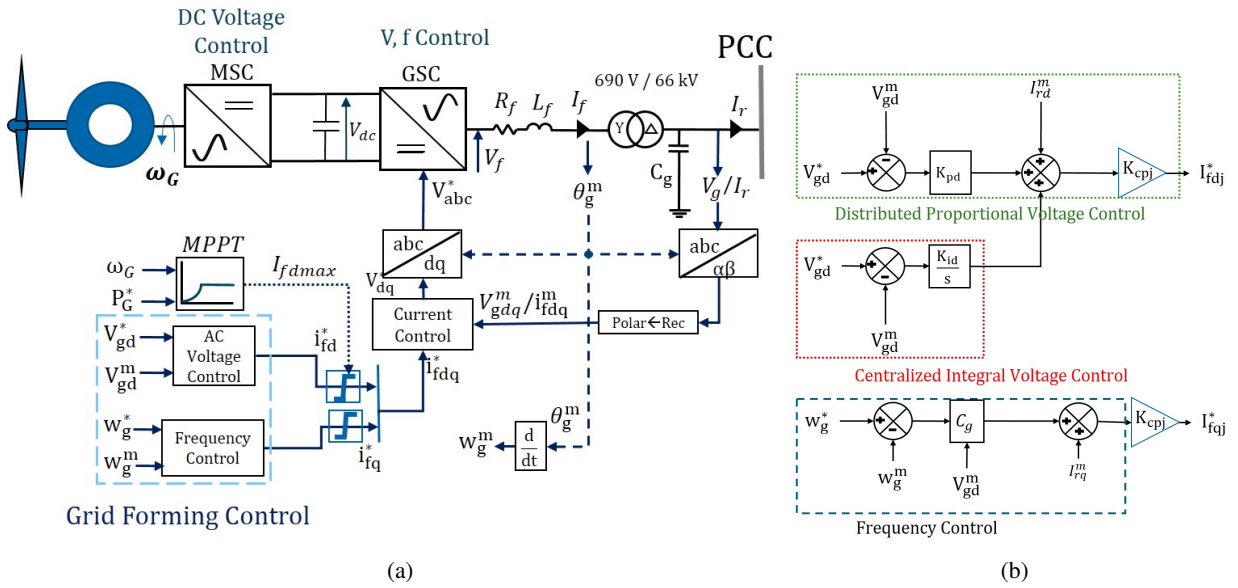 DC Voltage
Control
MSC
V, f Control
GSC
690 V / 66 kV
PCC
R_f
L_f
I_f
I_r
Y
Δ
V_dc
V_f
C_g
ω_G
V*_abc
θ^m_g
V_g/I_r
abc
dq
abc
αβ
MPPT
ω_G
P*_G
I_fdmax
V*_dq
V^m_gdq/i^m_fdq
Current
Control
Polar←Rec
V*_gd
V^m_gd
AC
Voltage
Control
i*_fd
i*_fdq
w*_g
w^m_g
Frequency
Control
i*_fq
w^m_g
d
dt
θ^m_g
Grid Forming Control
(a)
V^m_gd
I^m_rd
V*_gd
+
-
K_pd
+
+
+
K_cpj
I*_fdj
Distributed Proportional Voltage Control
V*_gd
+
-
K_id
s
V^m_gd
Centralized Integral Voltage Control
w*_g
+
-
C_g
+
+
K_cpj
I*_fqj
w^m_g
V^m_gd
I^m_rq
Frequency Control
(b)